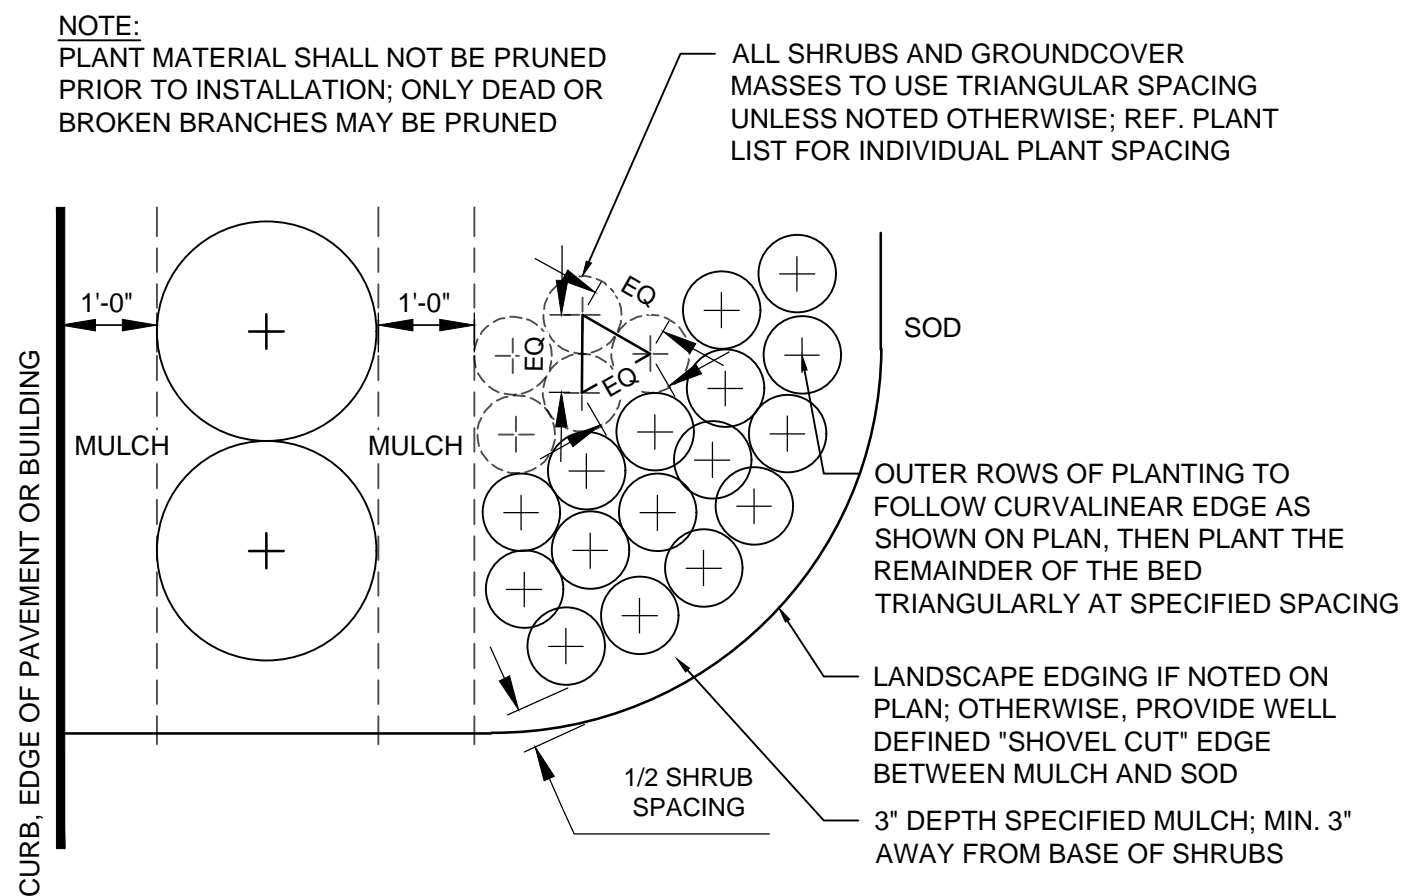 NOTE:
PLANT MATERIAL SHALL NOT BE PRUNED
PRIOR TO INSTALLATION; ONLY DEAD OR
BROKEN BRANCHES MAY BE PRUNED
ALL SHRUBS AND GROUNDCOVER
MASSES TO USE TRIANGULAR SPACING
UNLESS NOTED OTHERWISE; REF. PLANT
LIST FOR INDIVIDUAL PLANT SPACING
CURB, EDGE OF PAVEMENT OR BUILDING
1'-0"
1'-0"
EQ
EQ
EQ
SOD
MULCH
MULCH
OUTER ROWS OF PLANTING TO
FOLLOW CURVALINEAR EDGE AS
SHOWN ON PLAN, THEN PLANT THE
REMAINDER OF THE BED
TRIANGULARLY AT SPECIFIED SPACING
LANDSCAPE EDGING IF NOTED ON
PLAN; OTHERWISE, PROVIDE WELL
DEFINED "SHOVEL CUT" EDGE
BETWEEN MULCH AND SOD
1/2 SHRUB
SPACING
3" DEPTH SPECIFIED MULCH; MIN. 3"
AWAY FROM BASE OF SHRUBS